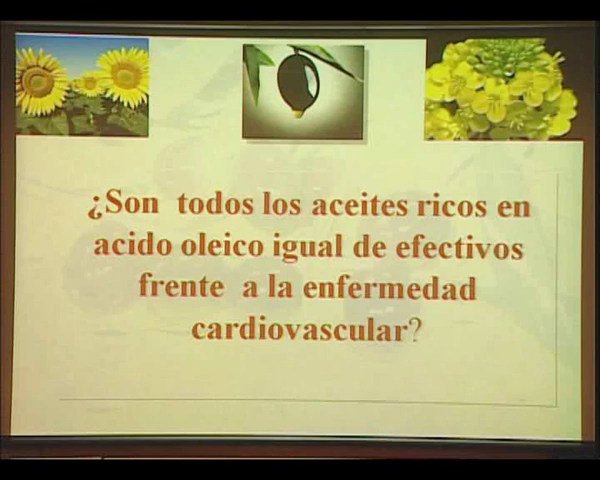 ¿Son todos los aceites ricos en
acido oleico igual de efectivos
frente a la enfermedad
cardiovascular?